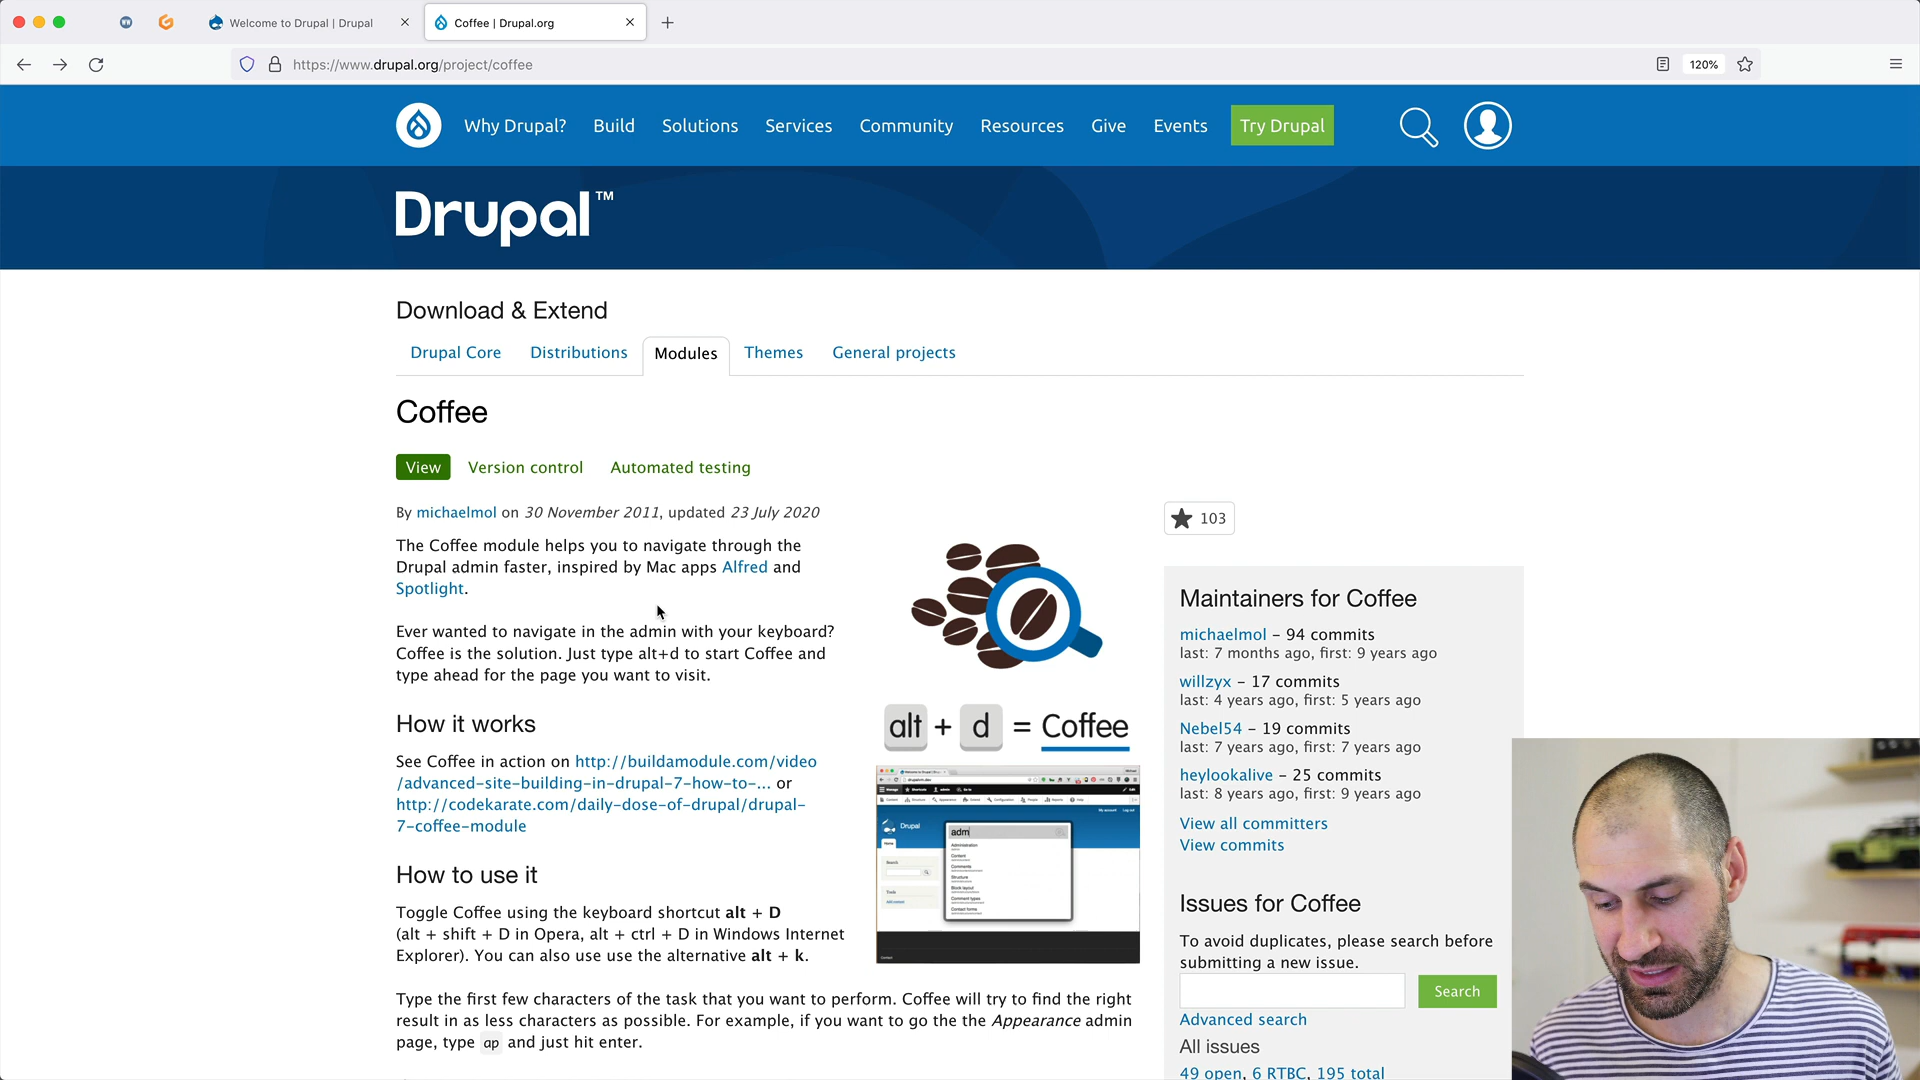 Welcome to Drupal | Drupal
Coffee | Drupal.org
https://www.drupal.org/project/coffee
120%
Why Drupal?
Build
Solutions
Services
Community
Resources
Give
Events
Try Drupal
Drupal™
Download & Extend
Drupal Core
Distributions
Modules
Themes
General projects
Coffee
View
Version control
Automated testing
By michaelmol on 30 November 2011, updated 23 July 2020
The Coffee module helps you to navigate through the
Drupal admin faster, inspired by Mac apps Alfred and
Spotlight.
Ever wanted to navigate in the admin with your keyboard?
Coffee is the solution. Just type alt+d to start Coffee and
type ahead for the page you want to visit.
How it works
See Coffee in action on http://buildamodule.com/video
/advanced-site-building-in-drupal-7-how-to-... or
http://codekarate.com/daily-dose-of-drupal/drupal-
7-coffee-module
How to use it
Toggle Coffee using the keyboard shortcut alt + D
(alt + shift + D in Opera, alt + ctrl + D in Windows Internet
Explorer). You can also use use the alternative alt + k.
Type the first few characters of the task that you want to perform. Coffee will try to find the right
result in as less characters as possible. For example, if you want to go the the Appearance admin
page, type ap and just hit enter.
alt + d = Coffee
Drupal
adm
Administration
Content
Comments
Structure
Block layout
Comment types
Contact forms
103
Maintainers for Coffee
michaelmol – 94 commits
last: 7 months ago, first: 9 years ago
willzyx – 17 commits
last: 4 years ago, first: 5 years ago
Nebel54 – 19 commits
last: 7 years ago, first: 7 years ago
heylookalive – 25 commits
last: 8 years ago, first: 9 years ago
View all committers
View commits
Issues for Coffee
To avoid duplicates, please search before
submitting a new issue.
Search
Advanced search
All issues
49 open, 6 RTBC, 195 total